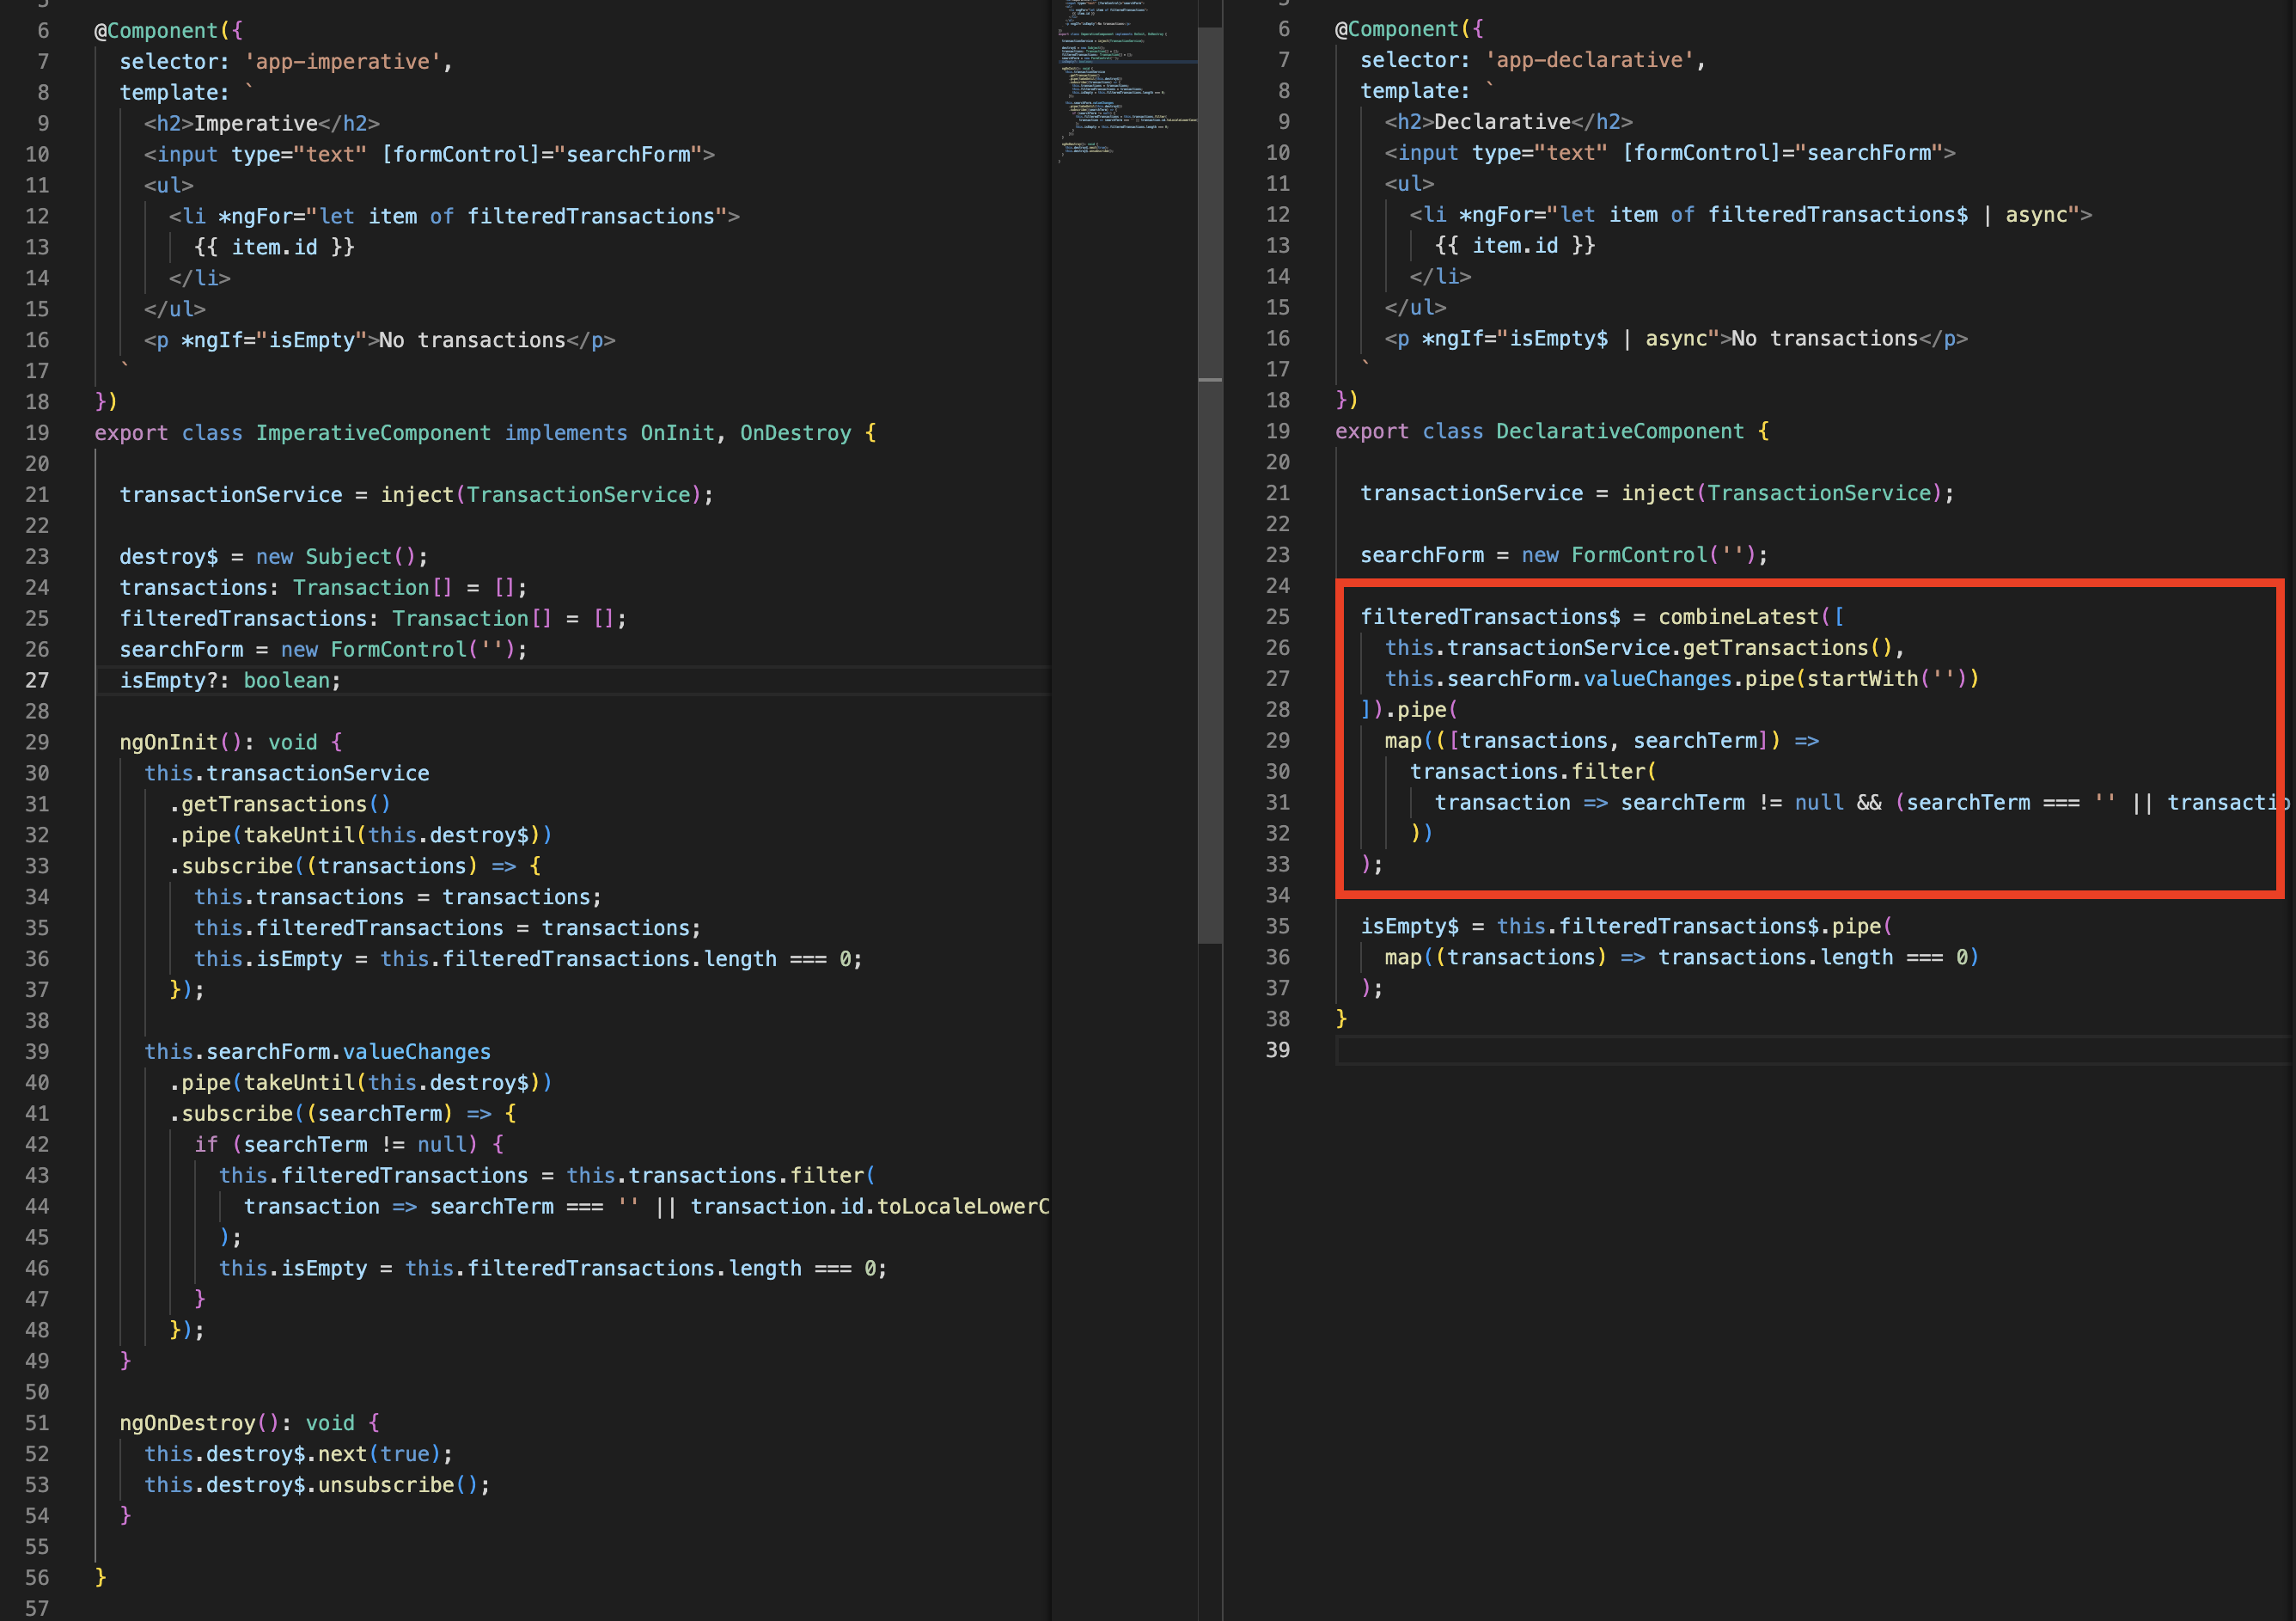 5
6 @Component({
7 selector: 'app-imperative',
8 template: `
9 <h2>Imperative</h2>
10 <input type="text" [formControl]="searchForm">
11 <ul>
12 <li *ngFor="let item of filteredTransactions">
13 {{ item.id }}
14 </li>
15 </ul>
16 <p *ngIf="isEmpty">No transactions</p>
17 `
18 })
19 export class ImperativeComponent implements OnInit, OnDestroy {
20
21 transactionService = inject(TransactionService);
22
23 destroy$ = new Subject();
24 transactions: Transaction[] = [];
25 filteredTransactions: Transaction[] = [];
26 searchForm = new FormControl('');
27 isEmpty?: boolean;
28
29 ngOnInit(): void {
30 this.transactionService
31 .getTransactions()
32 .pipe(takeUntil(this.destroy$))
33 .subscribe((transactions) => {
34 this.transactions = transactions;
35 this.filteredTransactions = transactions;
36 this.isEmpty = this.filteredTransactions.length === 0;
37 });
38
39 this.searchForm.valueChanges
40 .pipe(takeUntil(this.destroy$))
41 .subscribe((searchTerm) => {
42 if (searchTerm != null) {
43 this.filteredTransactions = this.transactions.filter(
44 transaction => searchTerm === '' || transaction.id.toLocaleLowerC
45 );
46 this.isEmpty = this.filteredTransactions.length === 0;
47 }
48 });
49 }
50
51 ngOnDestroy(): void {
52 this.destroy$.next(true);
53 this.destroy$.unsubscribe();
54 }
55
56 }
57
5
6 @Component({
7 selector: 'app-declarative',
8 template: `
9 <h2>Declarative</h2>
10 <input type="text" [formControl]="searchForm">
11 <ul>
12 <li *ngFor="let item of filteredTransactions$ | async">
13 {{ item.id }}
14 </li>
15 </ul>
16 <p *ngIf="isEmpty$ | async">No transactions</p>
17 `
18 })
19 export class DeclarativeComponent {
20
21 transactionService = inject(TransactionService);
22
23 searchForm = new FormControl('');
24
25 filteredTransactions$ = combineLatest([
26 this.transactionService.getTransactions(),
27 this.searchForm.valueChanges.pipe(startWith(''))
28 ]).pipe(
29 map(([transactions, searchTerm]) =>
30 transactions.filter(
31 transaction => searchTerm != null && (searchTerm === '' || transactio
32 ))
33 );
34
35 isEmpty$ = this.filteredTransactions$.pipe(
36 map((transactions) => transactions.length === 0)
37 );
38 }
39